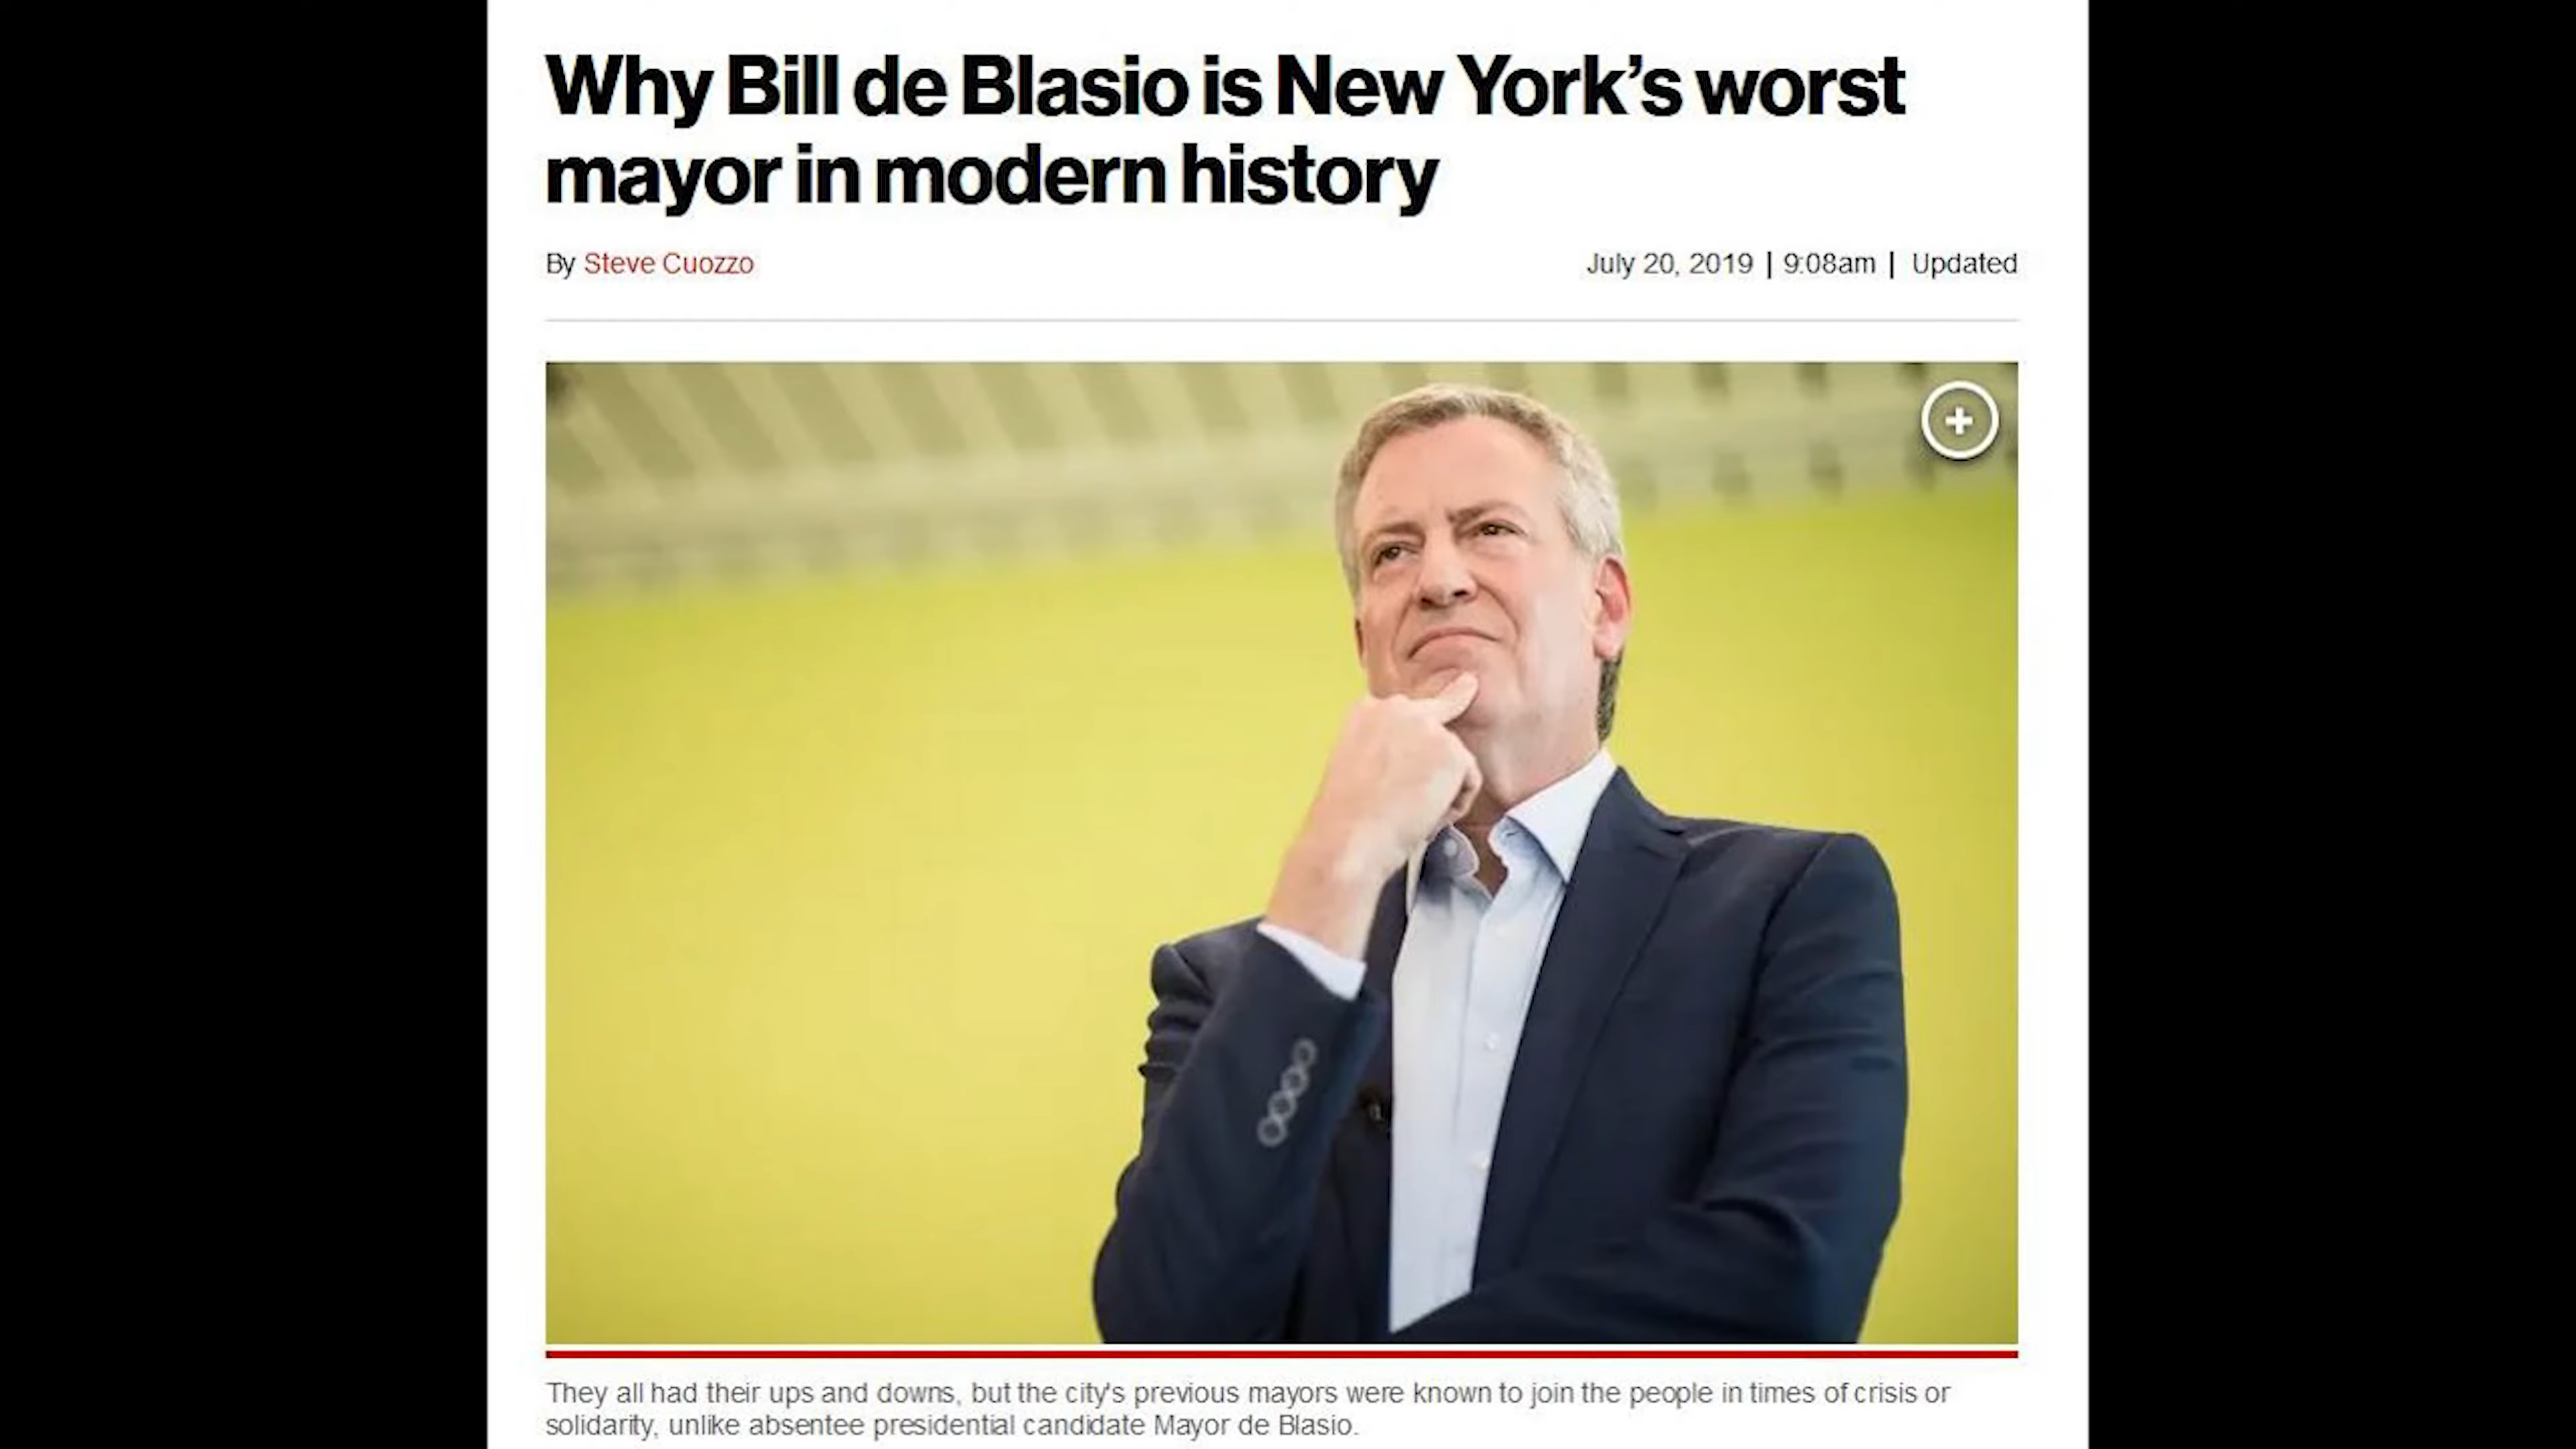 Why Bill de Blasio is New York’s worst
mayor in modern history
By Steve Cuozzo
July 20, 2019 | 9:08am | Updated
They all had their ups and downs, but the city's previous mayors were known to join the people in times of crisis or
solidarity, unlike absentee presidential candidate Mayor de Blasio.